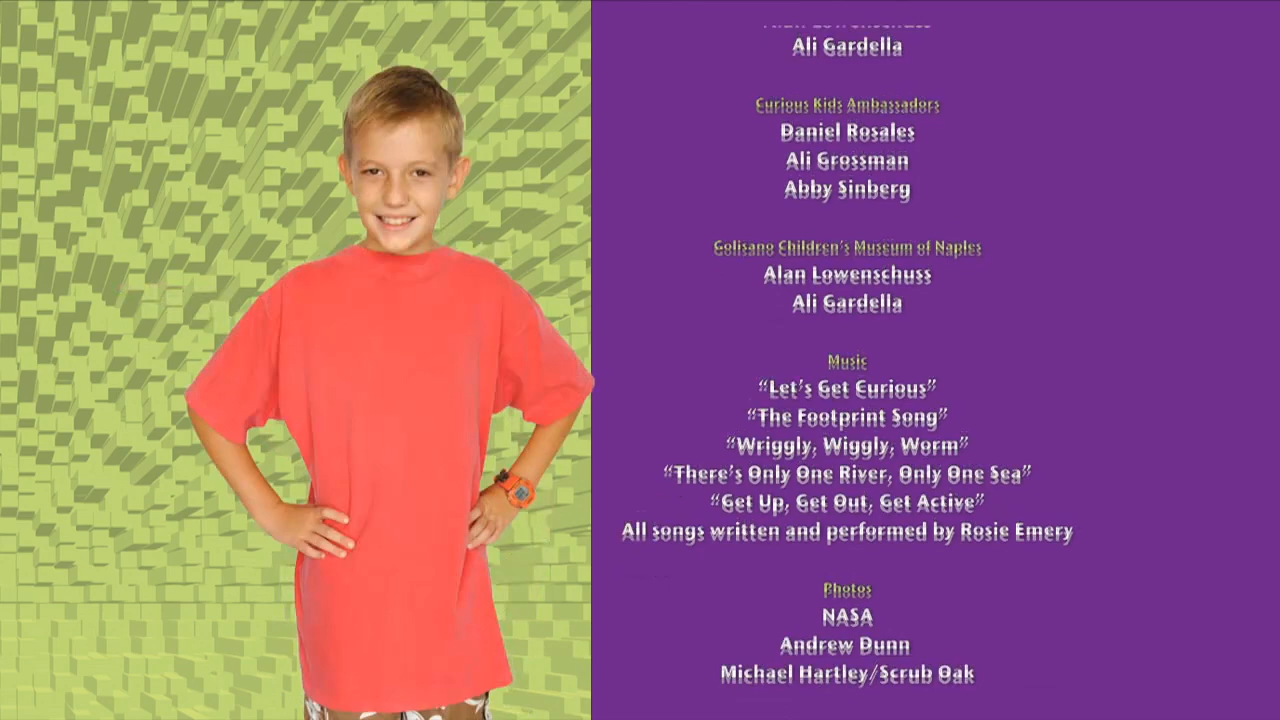 Ali Gardella
Curious Kids Ambassadors
Daniel Rosales
Ali Grossman
Abby Sinberg
Golisano Children's Museum of Naples
Alan Lowenschuss
Ali Gardella
Music
“Let's Get Curious”
“The Footprint Song”
“Wriggly, Wiggly, Worm”
“There's Only One River, Only One Sea”
“Get Up, Get Out, Get Active”
All songs written and performed by Rosie Emery
Photos
NASA
Andrew Dunn
Michael Hartley/Scrub Oak